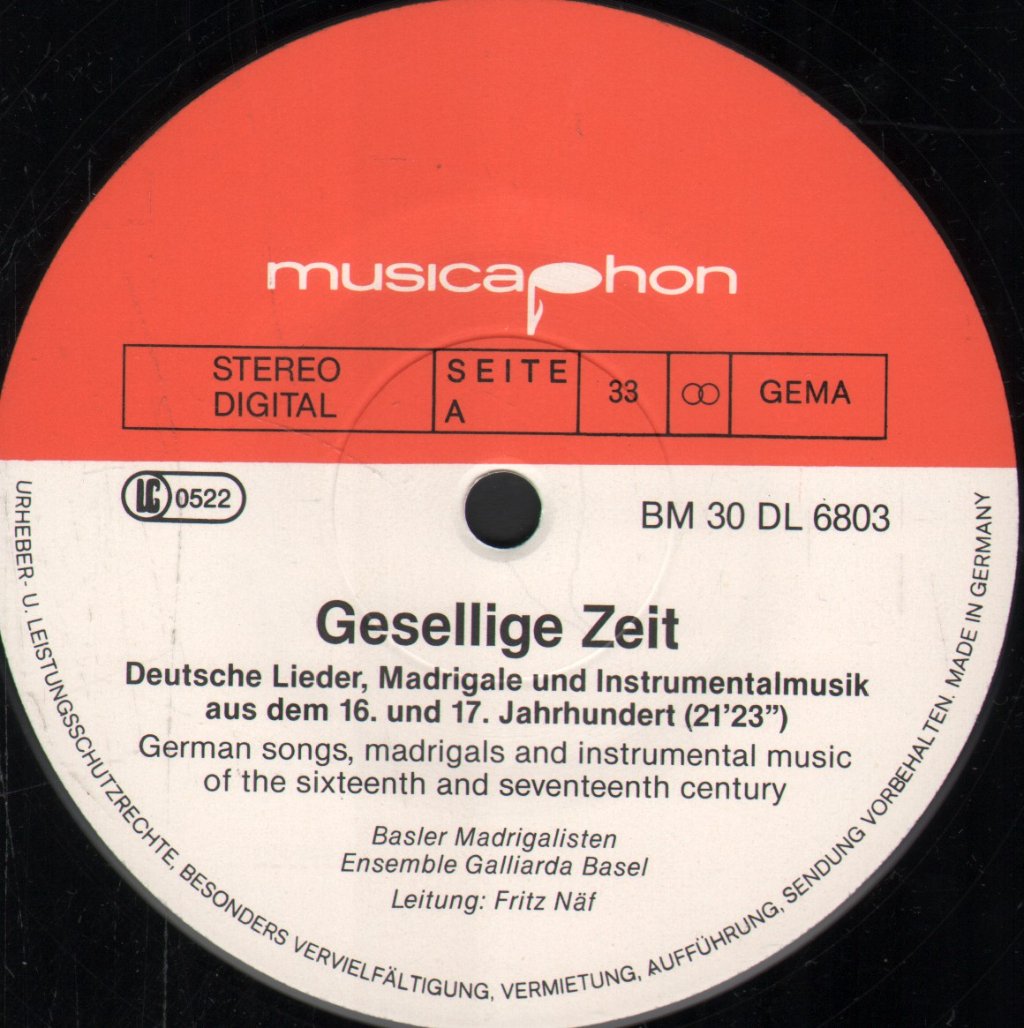 musicaphon
STEREO
DIGITAL
SEITE
A
33
GEMA
LC 0522
BM 30 DL 6803
Gesellige Zeit
Deutsche Lieder, Madrigale und Instrumentalmusik
aus dem 16. und 17. Jahrhundert (21'23")
German songs, madrigals and instrumental music
of the sixteenth and seventeenth century
Basler Madrigalisten
Ensemble Galliarda Basel
Leitung: Fritz Näf
URHEBER- U. LEISTUNGSSCHUTZRECHTE, BESONDERS VERVIELFÄLTIGUNG, VERMIETUNG, AUFFÜHRUNG, SENDUNG VORBEHALTEN. MADE IN GERMANY